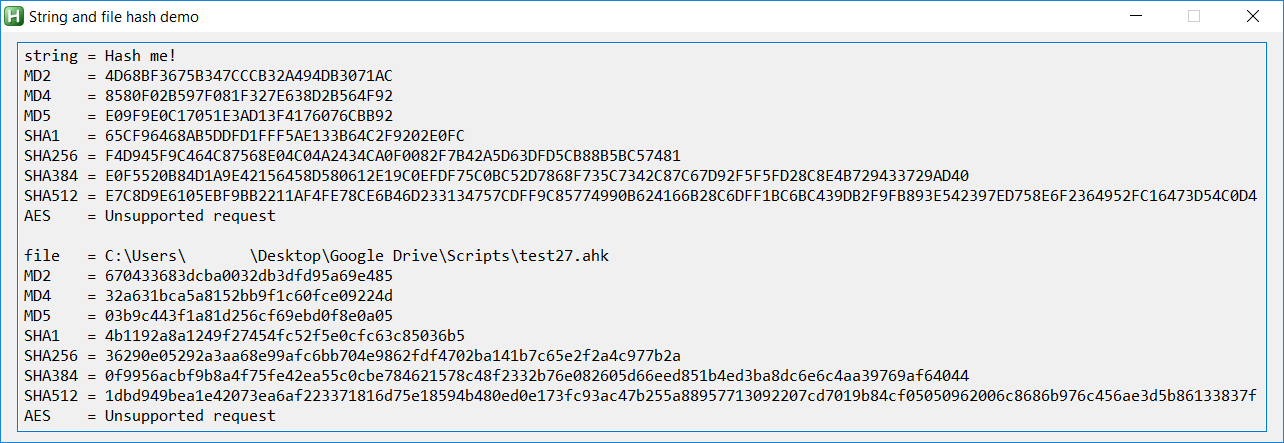 String and file hash demo
string = Hash me!
MD2    = 4D68BF3675B347CCCB32A494DB3071AC
MD4    = 8580F02B597F081F327E638D2B564F92
MD5    = E09F9E0C17051E3AD13F4176076CBB92
SHA1   = 65CF96468AB5DDFD1FFF5AE133B64C2F9202E0FC
SHA256 = F4D945F9C464C87568E04C04A2434CA0F0082F7B42A5D63DFD5CB88B5BC57481
SHA384 = E0F5520B84D1A9E42156458D580612E19C0EFDF75C0BC52D7868F735C7342C87C67D92F5F5FD28C8E4B729433729AD40
SHA512 = E7C8D9E6105EBF9BB2211AF4FE78CE6B46D233134757CDFF9C85774990B624166B28C6DFF1BC6BC439DB2F9FB893E542397ED758E6F2364952FC16473D54C0D4
AES    = Unsupported request
file   = C:\Users\       \Desktop\Google Drive\Scripts\test27.ahk
MD2    = 670433683dcba0032db3dfd95a69e485
MD4    = 32a631bca5a8152bb9f1c60fce09224d
MD5    = 03b9c443f1a81d256cf69ebd0f8e0a05
SHA1   = 4b1192a8a1249f27454fc52f5e0cfc63c85036b5
SHA256 = 36290e05292a3aa68e99afc6bb704e9862fdf4702ba141b7c65e2f2a4c977b2a
SHA384 = 0f9956acbf9b8a4f75fe42ea55c0cbe784621578c48f2332b76e082605d66eed851b4ed3ba8dc6e6c4aa39769af64044
SHA512 = 1dbd949bea1e42073ea6af223371816d75e18594b480ed0e173fc93ac47b255a88957713092207cd7019b84cf05050962006c8686b976c456ae3d5b86133837f
AES    = Unsupported request